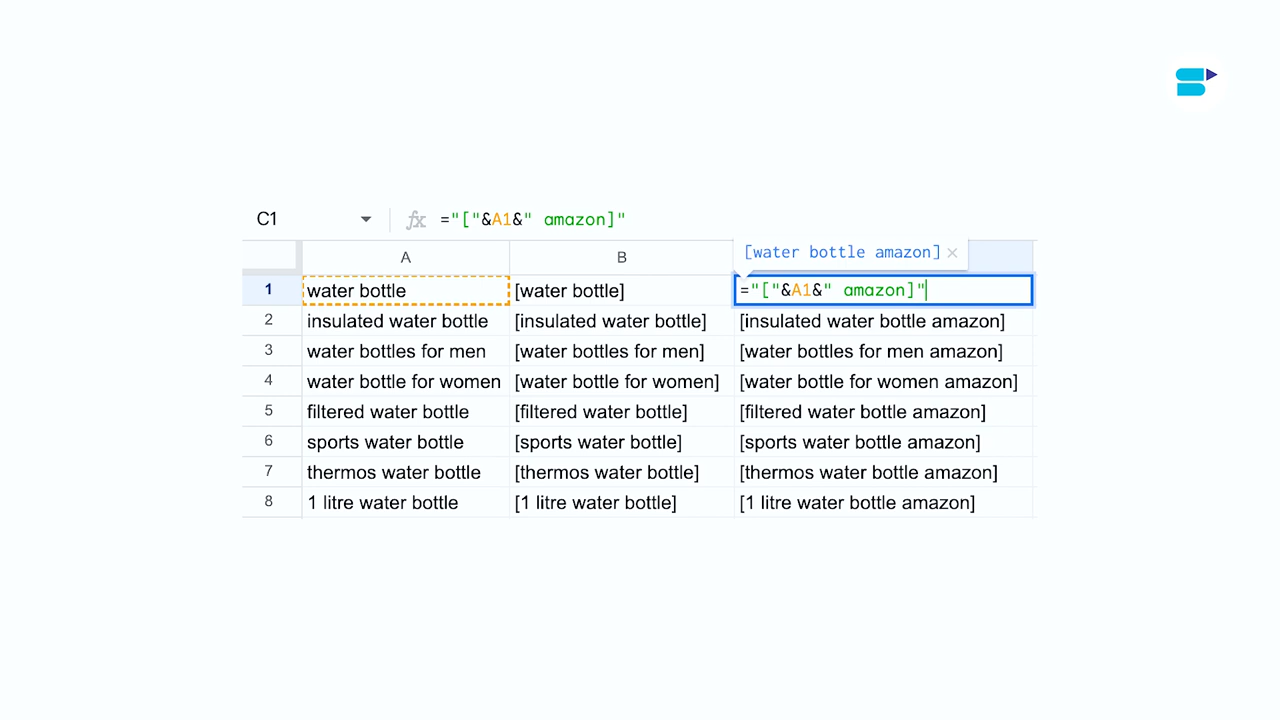 C1 fx ="["&A1&" amazon]"
A B [water bottle amazon] ×
1 water bottle [water bottle] ="["&A1&" amazon]"
2 insulated water bottle [insulated water bottle] [insulated water bottle amazon]
3 water bottles for men [water bottles for men] [water bottles for men amazon]
4 water bottle for women [water bottle for women] [water bottle for women amazon]
5 filtered water bottle [filtered water bottle] [filtered water bottle amazon]
6 sports water bottle [sports water bottle] [sports water bottle amazon]
7 thermos water bottle [thermos water bottle] [thermos water bottle amazon]
8 1 litre water bottle [1 litre water bottle] [1 litre water bottle amazon]